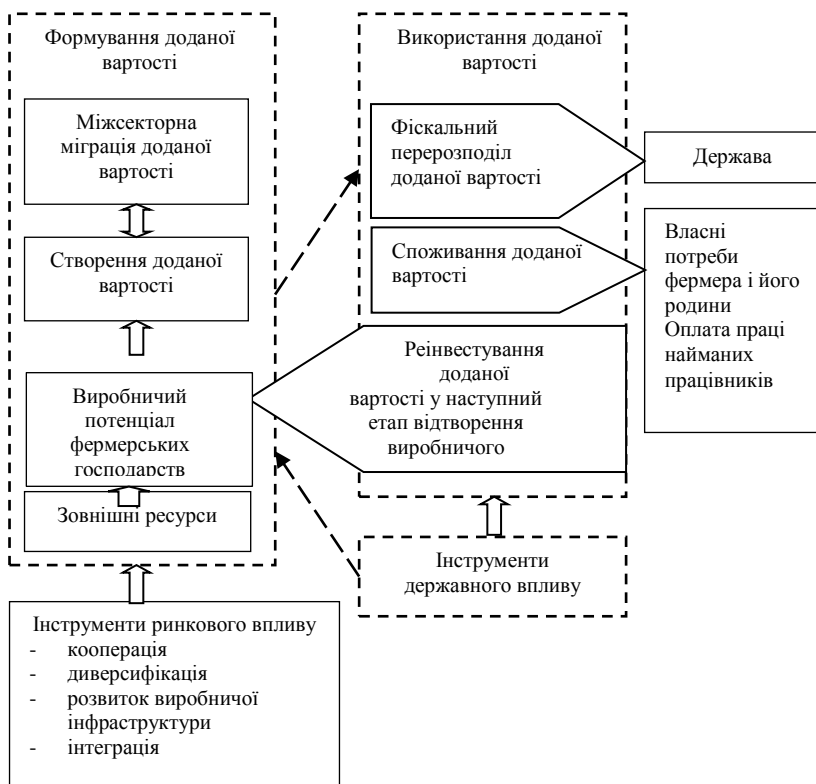 Формування доданої
вартості
Міжсекторна
міграція доданої
вартості
Створення доданої
вартості
Виробничий
потенціал
фермерських
господарств
Зовнішні ресурси
Інструменти ринкового впливу
- кооперація
- диверсифікація
- розвиток виробничої
інфраструктури
- інтеграція
Використання доданої
вартості
Фіскальний
перерозподіл
доданої вартості
Споживання доданої
вартості
Реінвестування
доданої
вартості у наступний
етап відтворення
виробничого
Інструменти
державного впливу
Держава
Власні
потреби
фермера і його
родини
Оплата праці
найманих
працівників